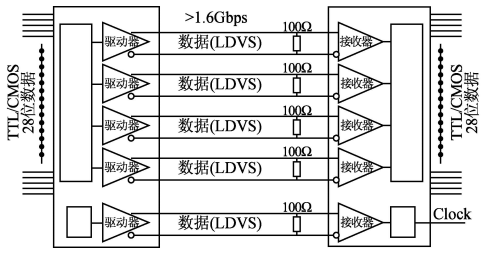 >1.6Gbps
100Ω
驱动器
数据(LDVS)
接收器
100Ω
驱动器
数据(LDVS)
接收器
100Ω
驱动器
数据(LDVS)
接收器
100Ω
驱动器
数据(LDVS)
接收器
100Ω
驱动器
数据(LDVS)
接收器
Clock
TTL/CMOS
28位数据
TTL/CMOS
28位数据